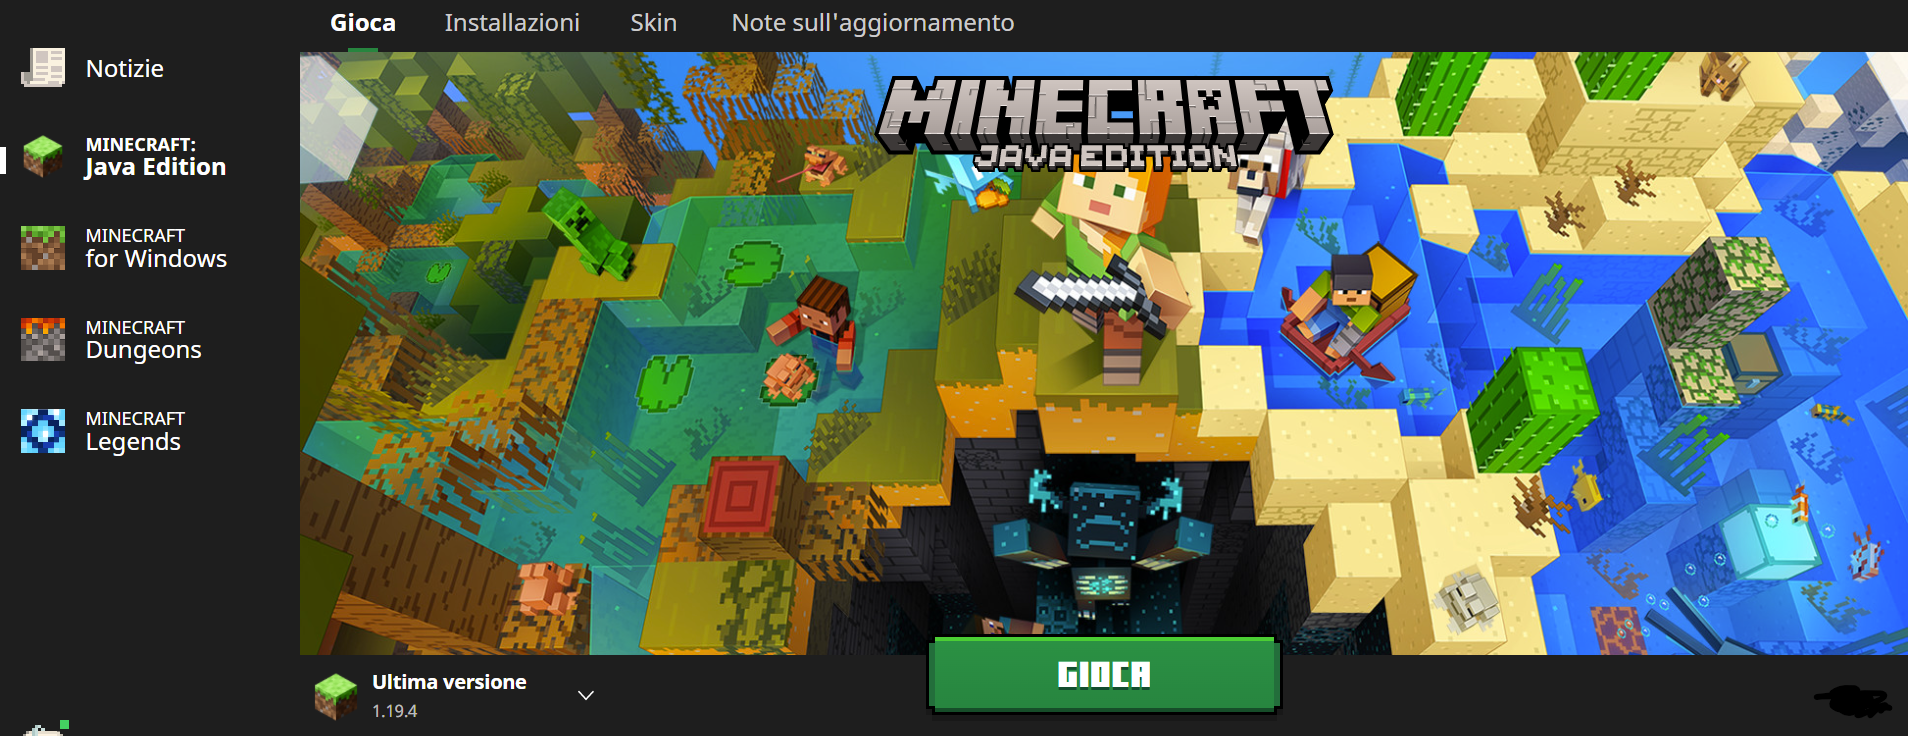 Gioca
Installazioni
Skin
Note sull'aggiornamento
Notizie
MINECRAFT:
Java Edition
MINECRAFT
for Windows
MINECRAFT
Dungeons
MINECRAFT
Legends
MINECRAFT
JAVA EDITION
Ultima versione
1.19.4
GIOCA